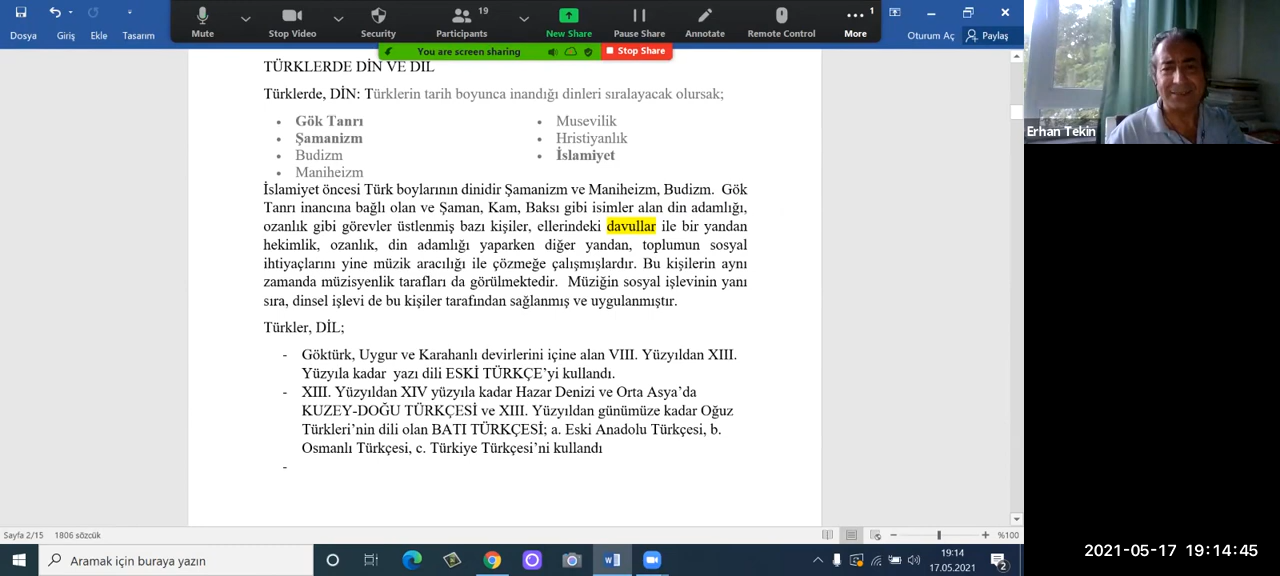 19
1
Dosya
Giriş
Ekle
Tasarım
Mute
Stop Video
Security
Participants
New Share
Pause Share
Annotate
Remote Control
More
Oturum Aç
Paylaş
You are screen sharing
Stop Share
TÜRKLERDE DİN VE DİL
Türklerde, DİN: Türklerin tarih boyunca inandığı dinleri sıralayacak olursak;
• Gök Tanrı
• Şamanizm
• Budizm
• Maniheizm
• Musevilik
• Hristiyanlık
• İslamiyet
İslamiyet öncesi Türk boylarının dinidir Şamanizm ve Maniheizm, Budizm. Gök
Tanrı inancına bağlı olan ve Şaman, Kam, Baksı gibi isimler alan din adamlığı,
ozanlık gibi görevler üstlenmiş bazı kişiler, ellerindeki davullar ile bir yandan
hekimlik, ozanlık, din adamlığı yaparken diğer yandan, toplumun sosyal
ihtiyaçlarını yine müzik aracılığı ile çözmeğe çalışmışlardır. Bu kişilerin aynı
zamanda müzisyenlik tarafları da görülmektedir. Müziğin sosyal işlevinin yanı
sıra, dinsel işlevi de bu kişiler tarafından sağlanmış ve uygulanmıştır.
Türkler, DİL;
- Göktürk, Uygur ve Karahanlı devirlerini içine alan VIII. Yüzyıldan XIII.
Yüzyıla kadar yazı dili ESKİ TÜRKÇE’yi kullandı.
- XIII. Yüzyıldan XIV yüzyıla kadar Hazar Denizi ve Orta Asya’da
KUZEY-DOĞU TÜRKÇESİ ve XIII. Yüzyıldan günümüze kadar Oğuz
Türkleri’nin dili olan BATI TÜRKÇESİ; a. Eski Anadolu Türkçesi, b.
Osmanlı Türkçesi, c. Türkiye Türkçesi’ni kullandı
-
Erhan Tekin
Sayfa 2/15
1806 sözcük
%100
Aramak için buraya yazın
19:14
17.05.2021
2
2021-05-17 19:14:45